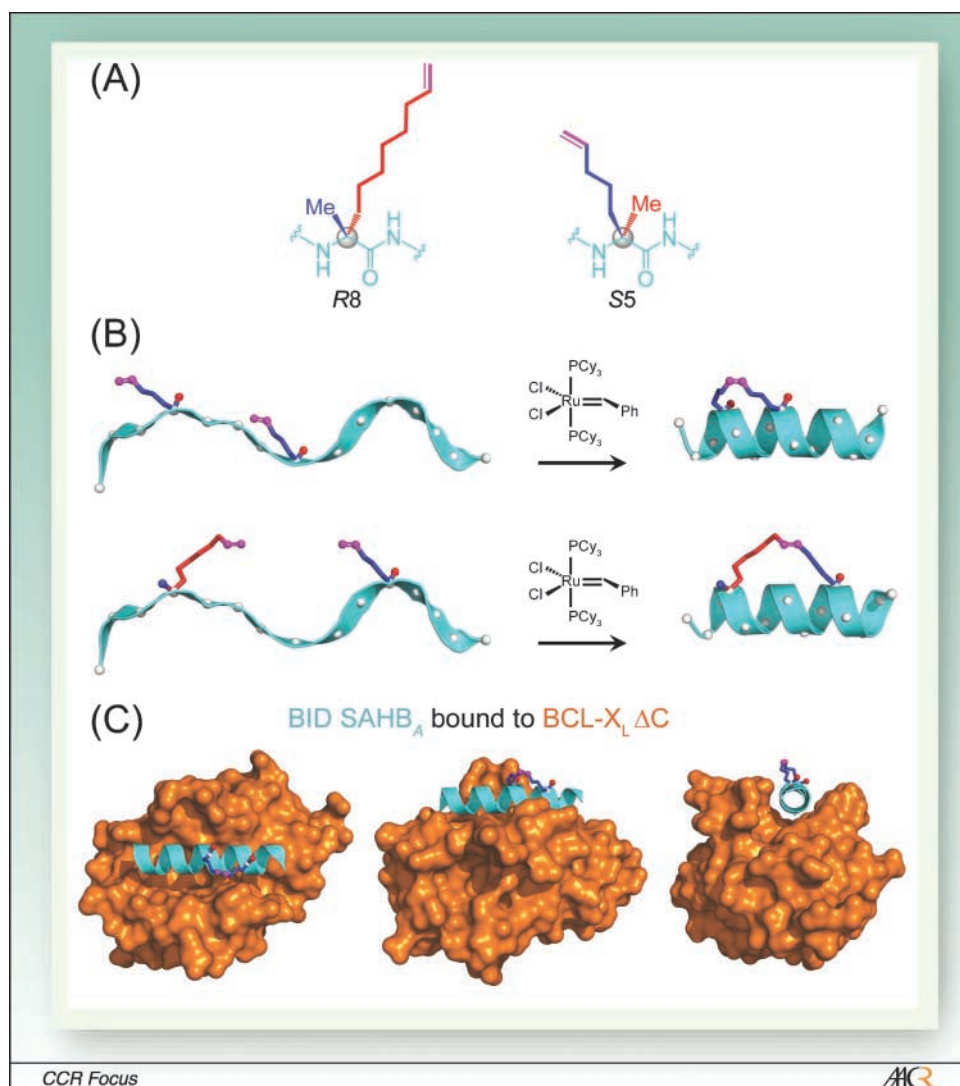 (A)
Me
N
H
O
H
N
R8
Me
N
H
O
H
N
S5
(B)
PCy3
Cl
Cl
Ru
Ph
PCy3
PCy3
Cl
Cl
Ru
Ph
PCy3
(C)
BID SAHBA bound to BCL-XL ΔC
CCR Focus
AACR